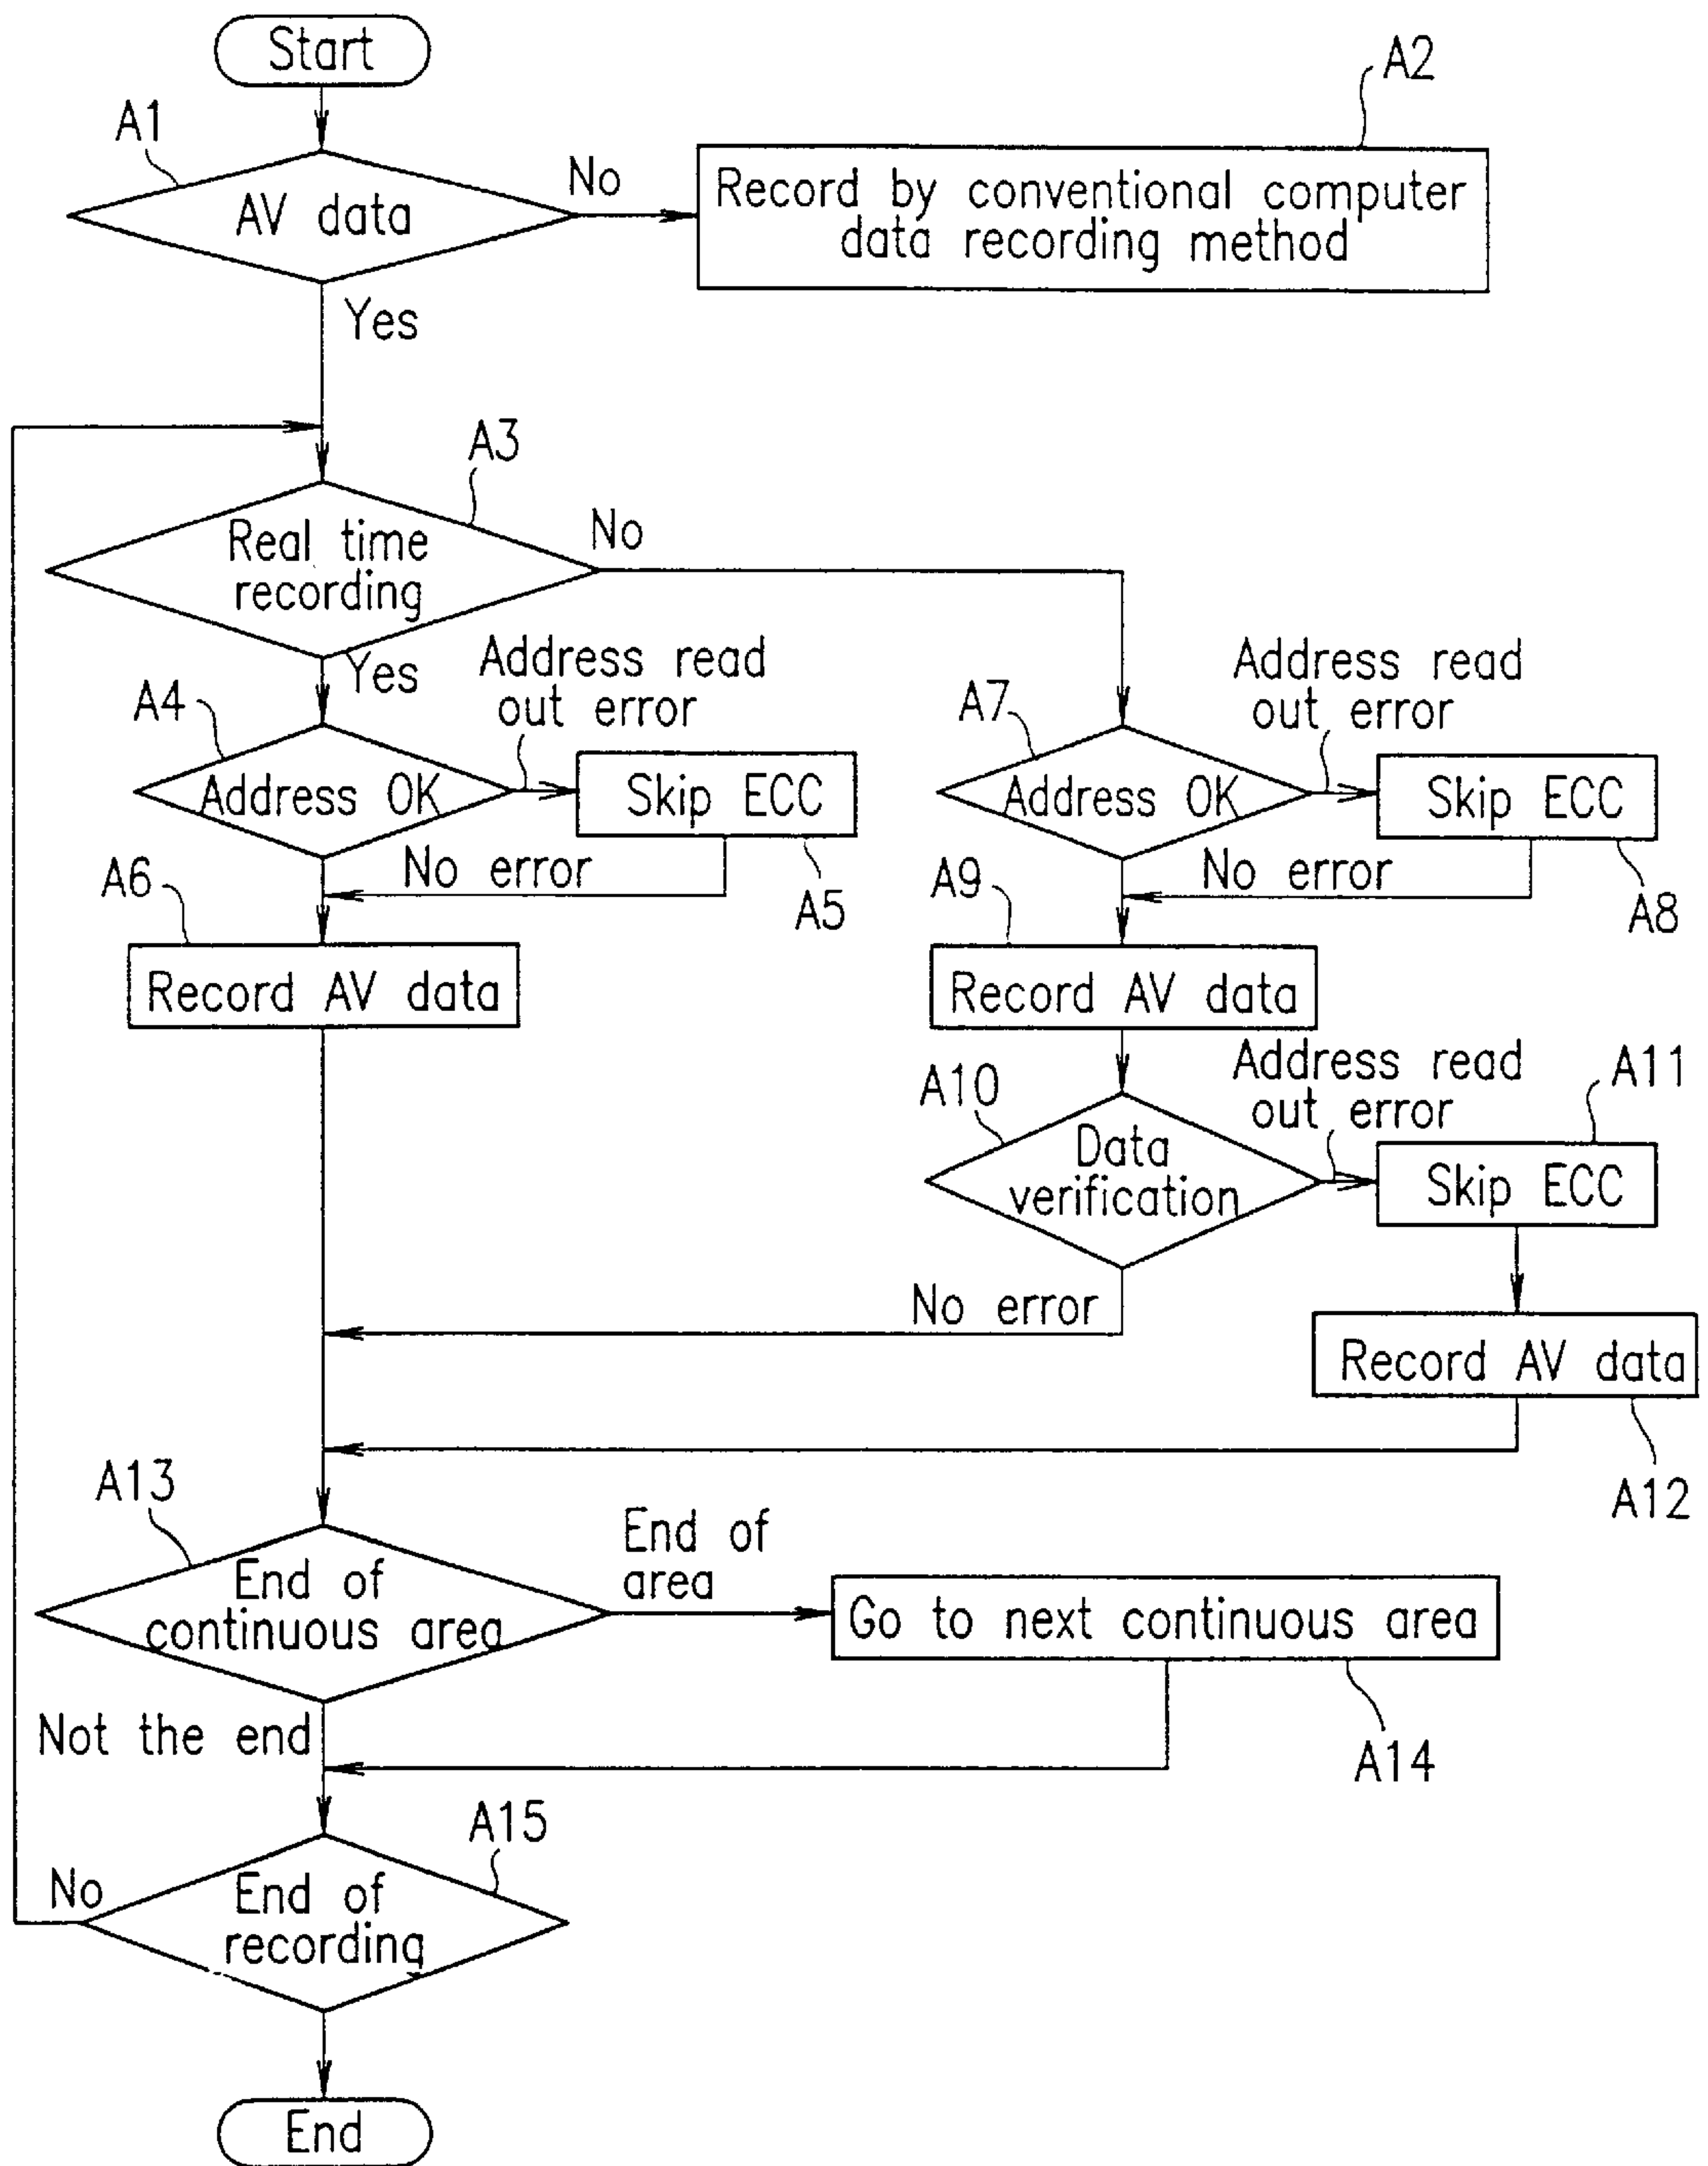 Start
A1
A2
AV data
No
Record by conventional computer
data recording method
Yes
A3
Real time
recording
No
Yes
A4
Address read
out error
Address OK
Skip ECC
A5
No error
A6
Record AV data
A7
Address read
out error
Address OK
Skip ECC
A8
No error
A9
Record AV data
A10
Address read
out error
A11
Data
verification
Skip ECC
No error
Record AV data
A12
A13
End of
continuous area
End of
area
Go to next continuous area
A14
Not the end
A15
No
End of
recording
End